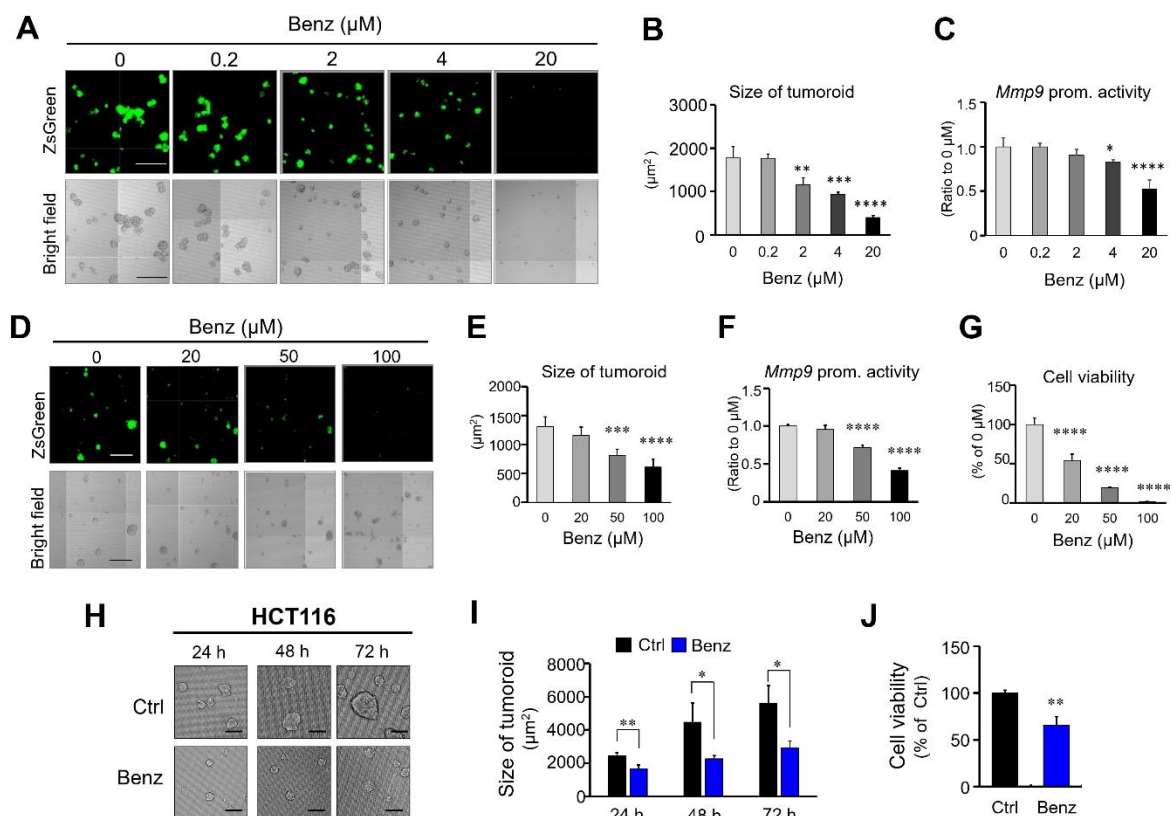 A
Benz (µM)
0 0.2 2 4 20
ZsGreen
Bright field
B
Size of tumoroid
(µm²)
3000
2000
1000
0
** *** ****
0 0.2 2 4 20
Benz (µM)
C
Mmp9 prom. activity
(Ratio to 0 µM)
1.5
1.0
0.5
0
* ****
0 0.2 2 4 20
Benz (µM)
D
Benz (µM)
0 20 50 100
ZsGreen
Bright field
E
Size of tumoroid
(µm²)
2000
1500
1000
500
0
*** ****
0 20 50 100
Benz (µM)
F
Mmp9 prom. activity
(Ratio to 0 µM)
1.5
1.0
0.5
0
**** ****
0 20 50 100
Benz (µM)
G
Cell viability
(% of 0 µM)
150
100
50
0
**** **** ****
0 20 50 100
Benz (µM)
H
HCT116
24 h 48 h 72 h
Ctrl
Benz
I
Ctrl Benz
Size of tumoroid
(µm²)
8000
6000
4000
2000
0
** * *
24 h 48 h 72 h
J
Cell viability
(% of Ctrl)
150
100
50
0
**
Ctrl Benz